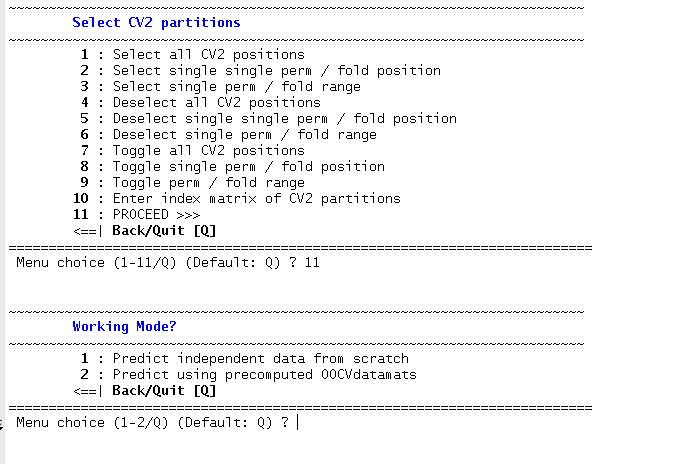 ~~~~~~~~~~~~~~~~~~~~~~~~~~~~~~~~~~~~~~~~~~~~~~~~~~~~~~~~~~~~~~~~~~~~~~~~
Select CV2 partitions
~~~~~~~~~~~~~~~~~~~~~~~~~~~~~~~~~~~~~~~~~~~~~~~~~~~~~~~~~~~~~~~~~~~~~~~~
1 : Select all CV2 positions
2 : Select single single perm / fold position
3 : Select single perm / fold range
4 : Deselect all CV2 positions
5 : Deselect single single perm / fold position
6 : Deselect single perm / fold range
7 : Toggle all CV2 positions
8 : Toggle single perm / fold position
9 : Toggle perm / fold range
10 : Enter index matrix of CV2 partitions
11 : PROCEED >>>
<==| Back/Quit [Q]
=========================================================================
Menu choice (1-11/Q) (Default: Q) ? 11
~~~~~~~~~~~~~~~~~~~~~~~~~~~~~~~~~~~~~~~~~~~~~~~~~~~~~~~~~~~~~~~~~~~~~~~~
Working Mode?
~~~~~~~~~~~~~~~~~~~~~~~~~~~~~~~~~~~~~~~~~~~~~~~~~~~~~~~~~~~~~~~~~~~~~~~~
1 : Predict independent data from scratch
2 : Predict using precomputed OOCVdatamats
<==| Back/Quit [Q]
=========================================================================
Menu choice (1-2/Q) (Default: Q) ?